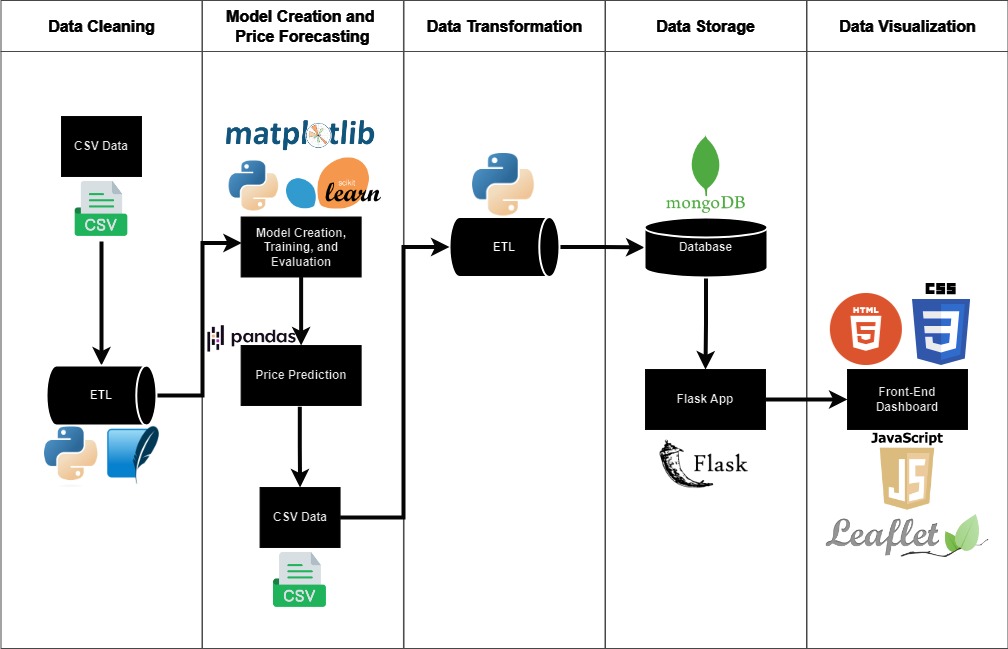 Data Cleaning
Model Creation and
Price Forecasting
Data Transformation
Data Storage
Data Visualization
CSV Data
CSV
ETL
matplotlib
scikit
learn
Model Creation,
Training, and
Evaluation
pandas
Price Prediction
CSV Data
CSV
ETL
mongoDB
Database
Flask App
Flask
HTML
5
CSS
3
Front-End
Dashboard
JavaScript
JS
Leaflet